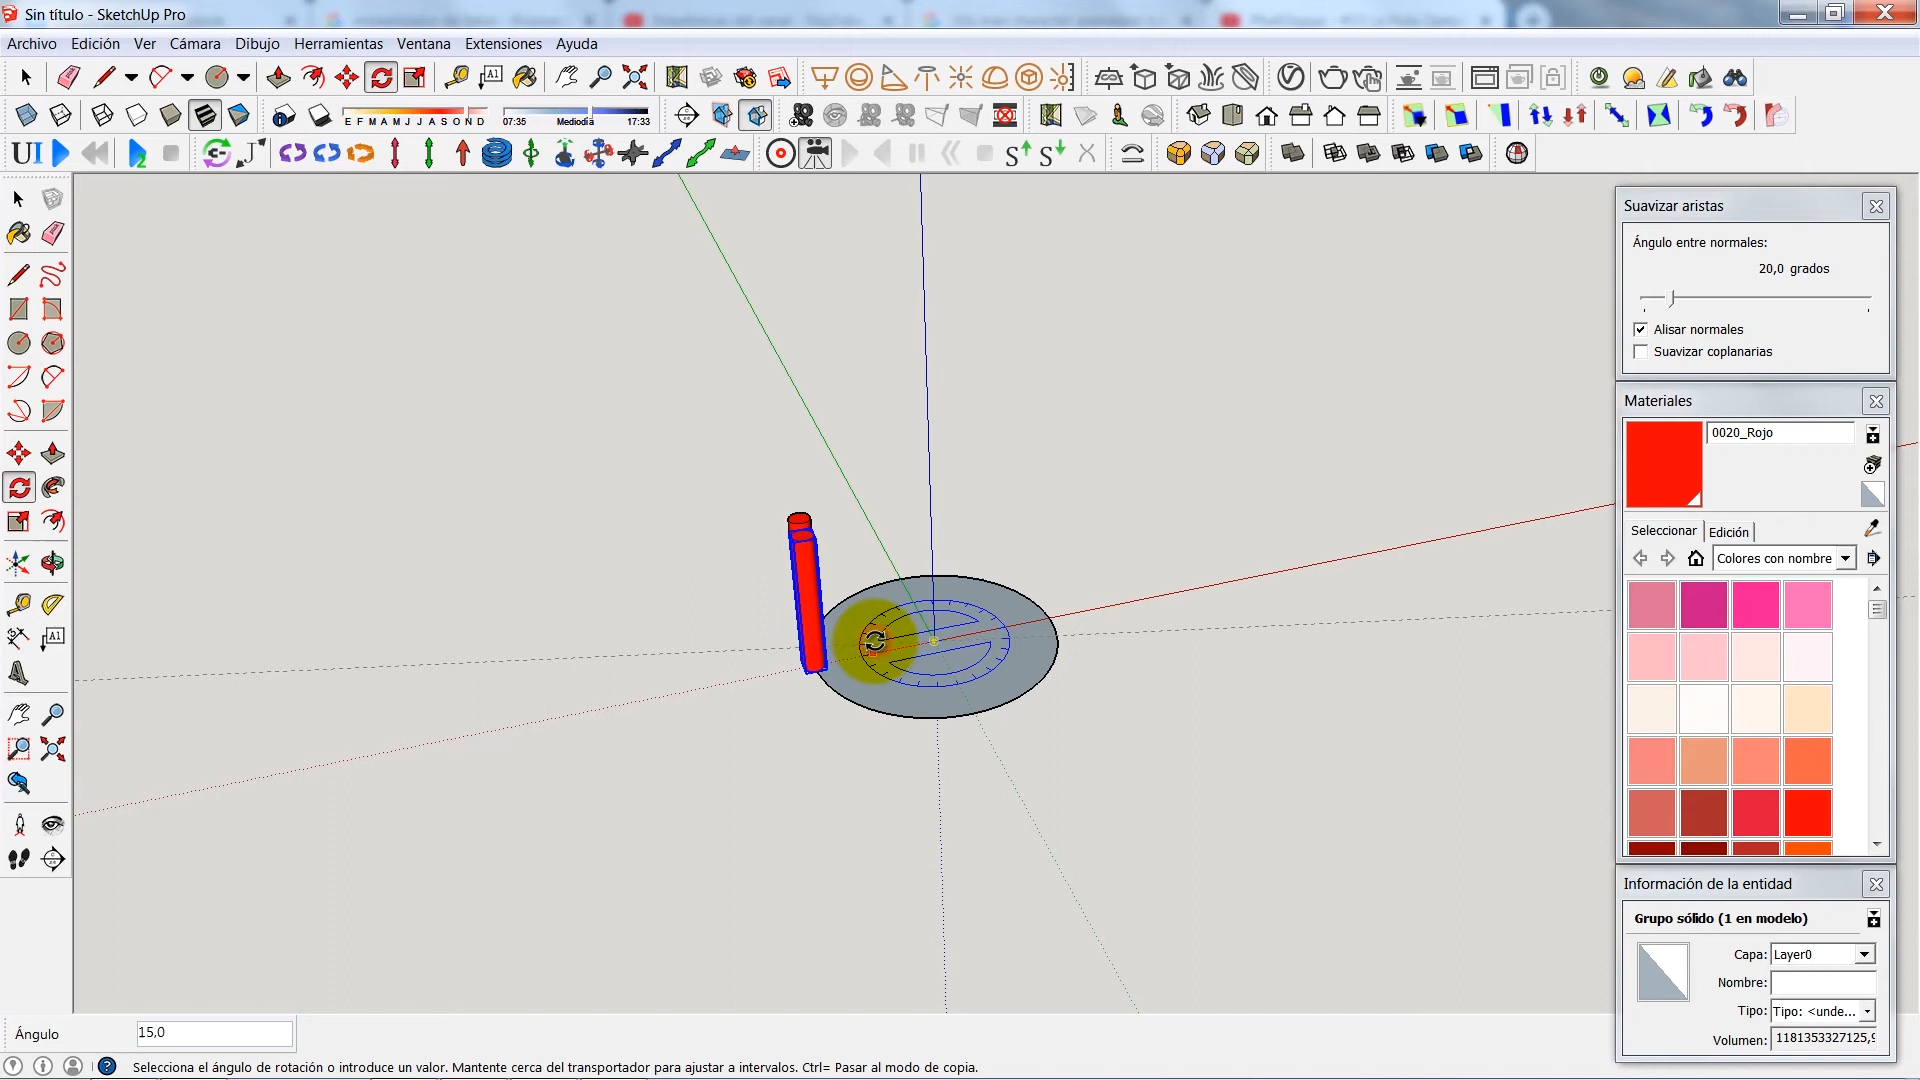 Sin título - SketchUp Pro
Archivo Edición Ver Cámara Dibujo Herramientas Ventana Extensiones Ayuda
A1
E F M A M J J A S O N D 07:35 Mediodía 17:33
UI 2 S S
Suavizar aristas
Ángulo entre normales:
20,0 grados
Alisar normales
Suavizar coplanarias
Materiales
0020_Rojo
Seleccionar Edición
Colores con nombre
A1
Información de la entidad
Grupo sólido (1 en modelo)
Capa: Layer0
Nombre:
Tipo: Tipo: <unde...
Volumen: 1181353327125,9
Ángulo 15,0
Selecciona el ángulo de rotación o introduce un valor. Mantente cerca del transportador para ajustar a intervalos. Ctrl= Pasar al modo de copia.